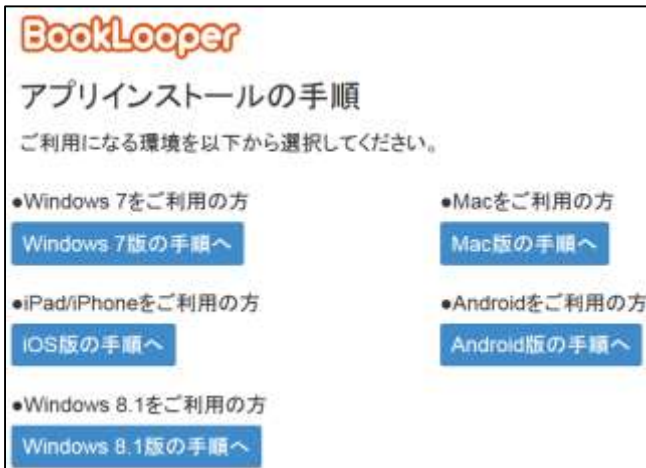 BookLooper
アプリインストールの手順
ご利用になる環境を以下から選択してください。
●Windows 7をご利用の方
Windows 7版の手順へ
●Macをご利用の方
Mac版の手順へ
●iPad/iPhoneをご利用の方
iOS版の手順へ
●Androidをご利用の方
Android版の手順へ
●Windows 8.1をご利用の方
Windows 8.1版の手順へ